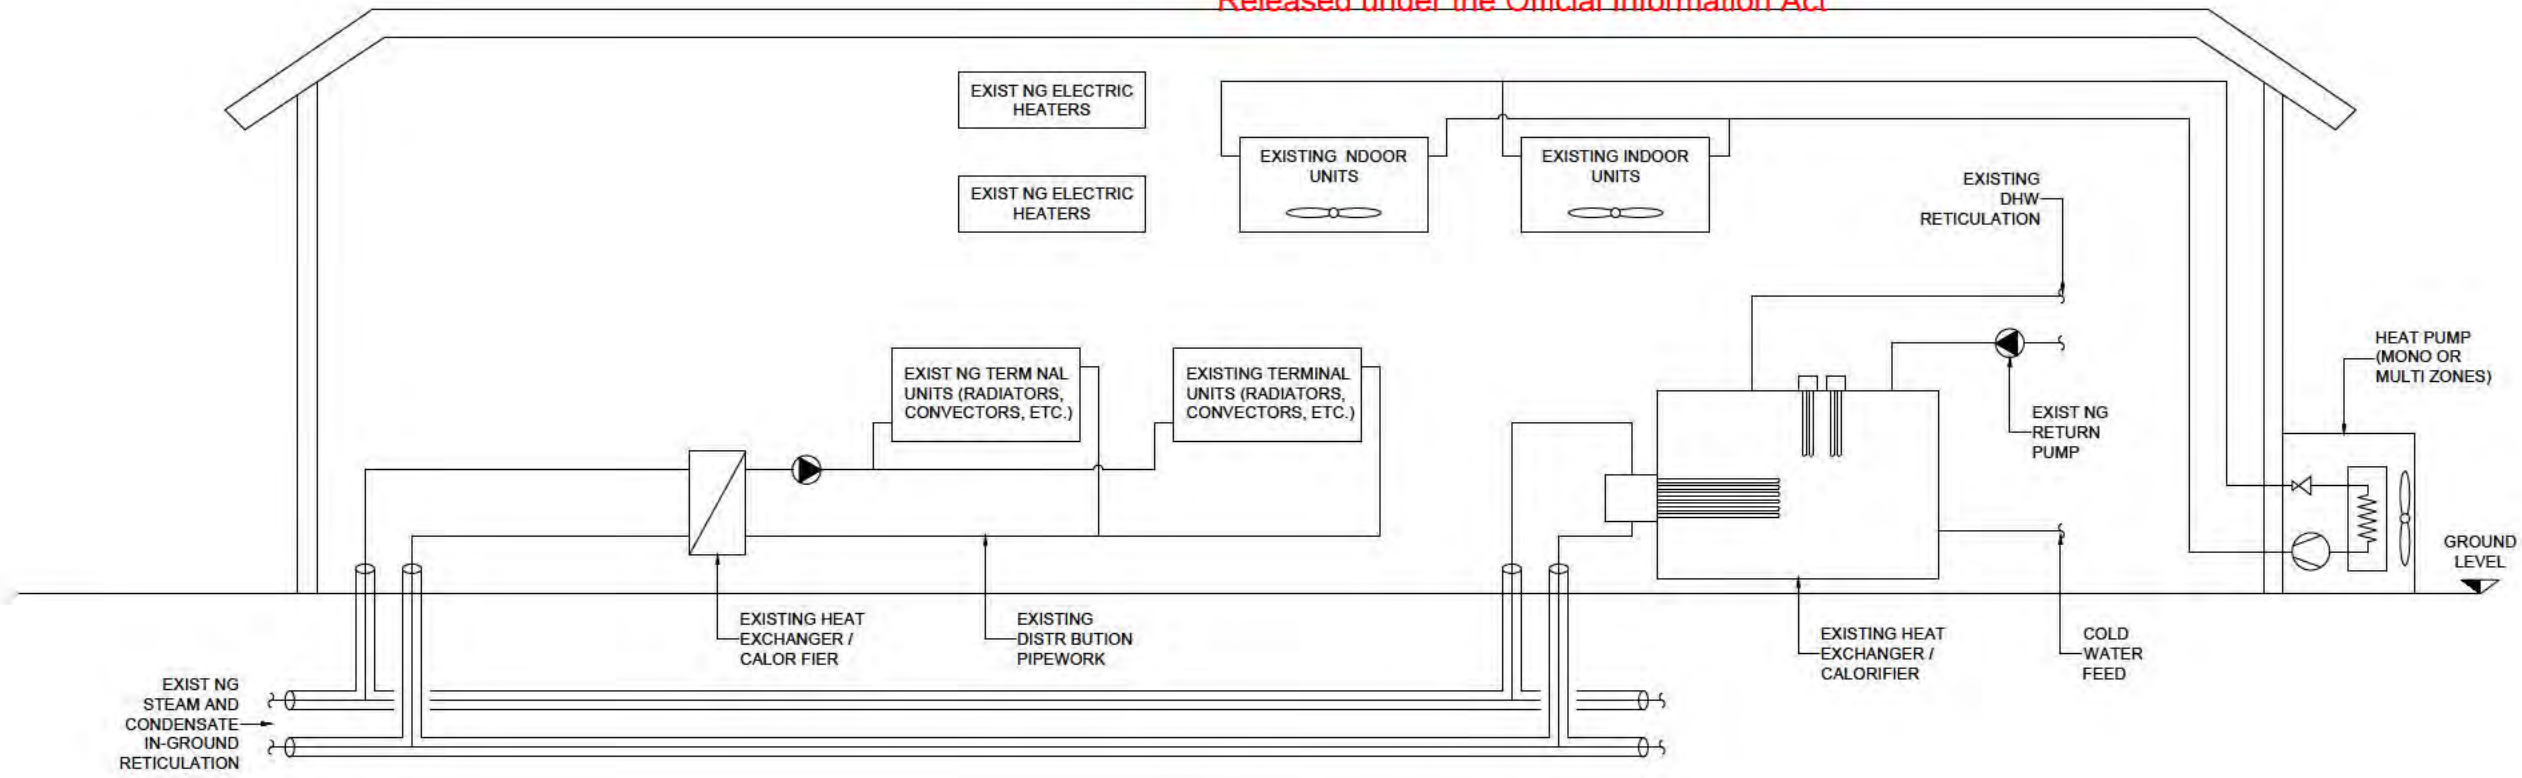 Released under the Official Information Act
EXIST NG ELECTRIC
HEATERS
EXIST NG ELECTRIC
HEATERS
EXISTING  NDOOR
UNITS
EXISTING INDOOR
UNITS
EXISTING
DHW
RETICULATION
HEAT PUMP
(MONO OR
MULTI ZONES)
EXIST NG TERM NAL
UNITS (RADIATORS,
CONVECTORS, ETC.)
EXISTING TERMINAL
UNITS (RADIATORS,
CONVECTORS, ETC.)
EXIST NG
RETURN
PUMP
GROUND
LEVEL
EXISTING HEAT
EXCHANGER /
CALOR FIER
EXISTING
DISTR BUTION
PIPEWORK
EXISTING HEAT
EXCHANGER /
CALORIFIER
COLD
WATER
FEED
EXIST NG
STEAM AND
CONDENSATE
IN-GROUND
RETICULATION